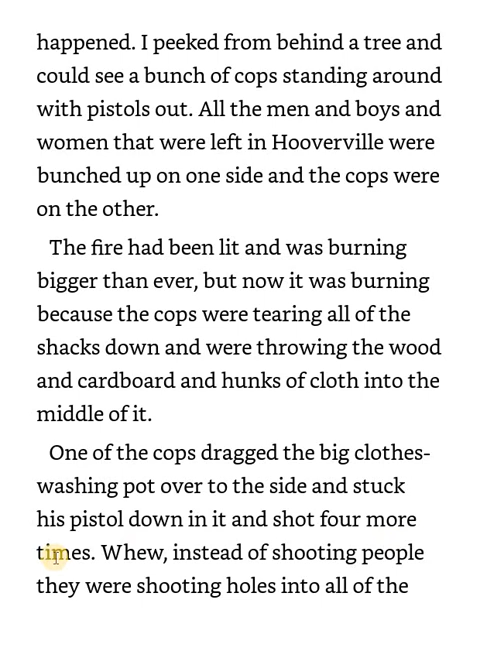 happened. I peeked from behind a tree and
could see a bunch of cops standing around
with pistols out. All the men and boys and
women that were left in Hooverville were
bunched up on one side and the cops were
on the other.
The fire had been lit and was burning
bigger than ever, but now it was burning
because the cops were tearing all of the
shacks down and were throwing the wood
and cardboard and hunks of cloth into the
middle of it.
One of the cops dragged the big clothes-
washing pot over to the side and stuck
his pistol down in it and shot four more
times. Whew, instead of shooting people
they were shooting holes into all of the